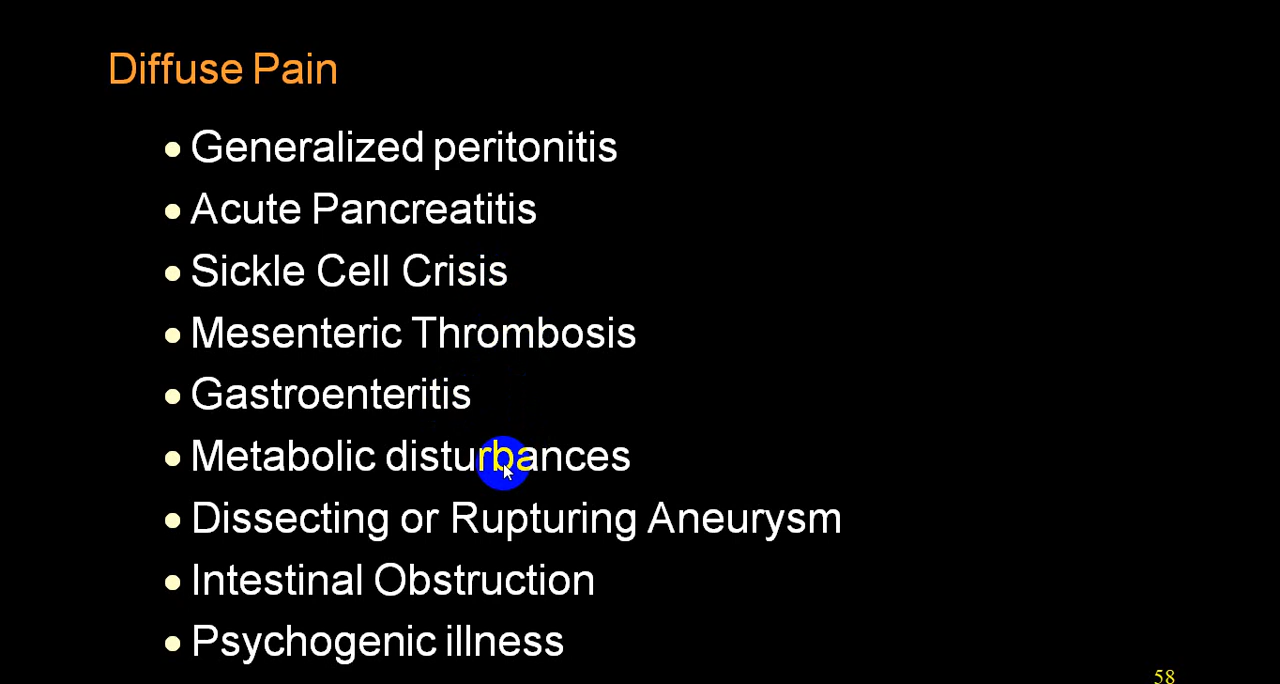 Diffuse Pain
• Generalized peritonitis
• Acute Pancreatitis
• Sickle Cell Crisis
• Mesenteric Thrombosis
• Gastroenteritis
• Metabolic disturbances
• Dissecting or Rupturing Aneurysm
• Intestinal Obstruction
• Psychogenic illness
58